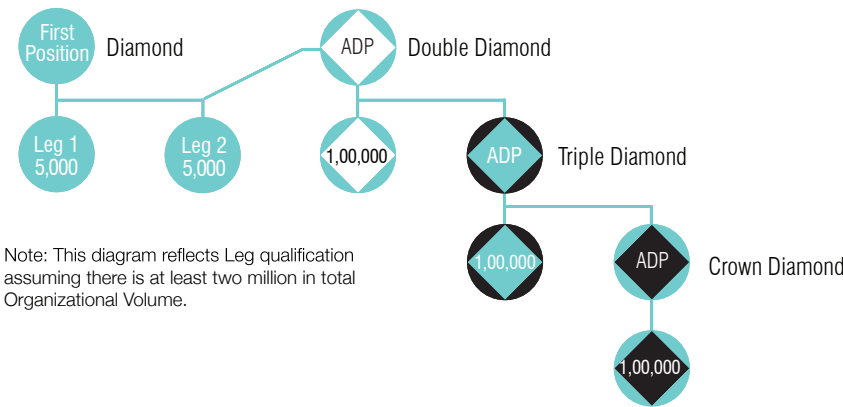 First
Position
Diamond
ADP
Double Diamond
Leg 1
5,000
Leg 2
5,000
1,00,000
ADP
Triple Diamond
Note: This diagram reflects Leg qualification
assuming there is at least two million in total
Organizational Volume.
1,00,000
ADP
Crown Diamond
1,00,000